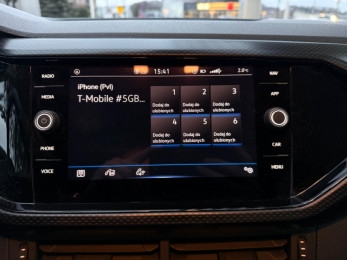 15:41
2.0°C
RADIO
MEDIA
PHONE
VOICE
iPhone (Pvl)
T-Mobile #5GB...
1
Dodaj do
ulubionych
2
Dodaj do
ulubionych
3
Dodaj do
ulubionych
4
Dodaj do
ulubionych
5
Dodaj do
ulubionych
6
Dodaj do
ulubionych
NAV
APP
CAR
MENU